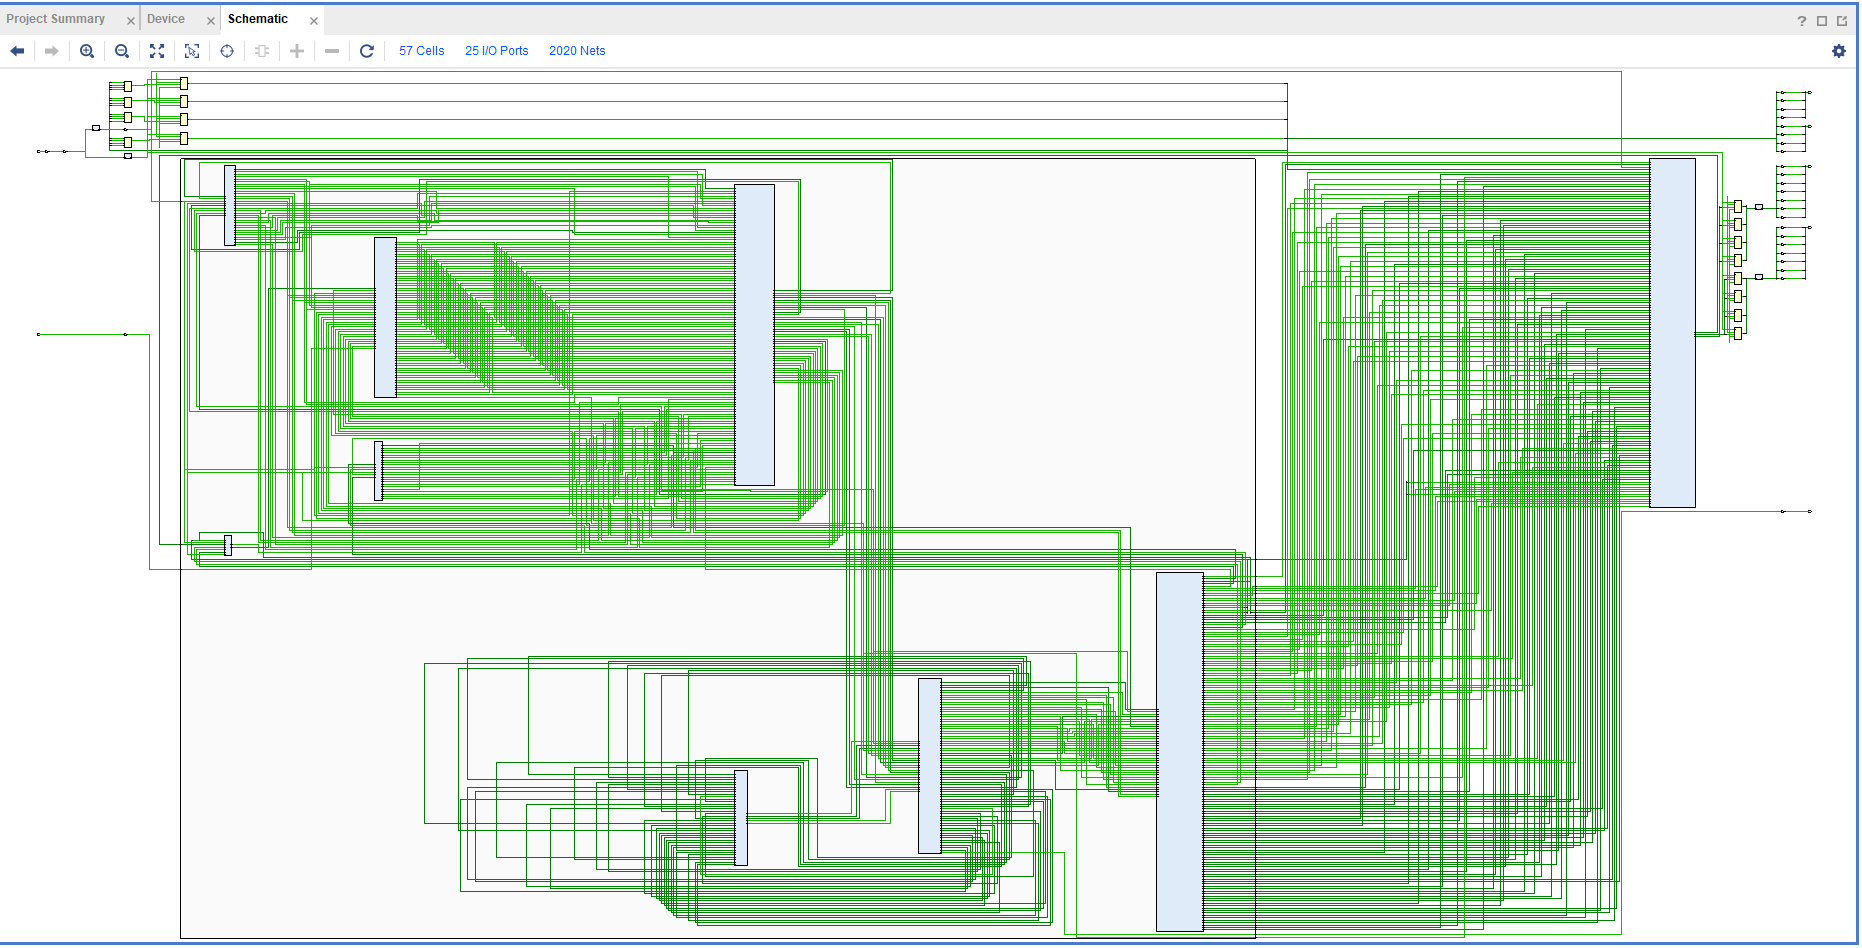 Project Summary
Device
Schematic
57 Cells
25 I/O Ports
2020 Nets